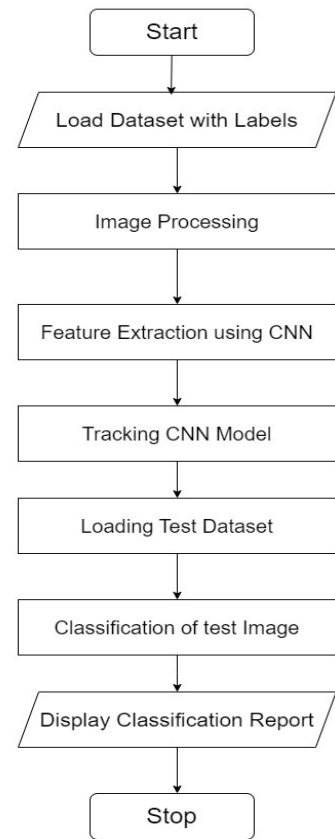 Start
Load Dataset with Labels
Image Processing
Feature Extraction using CNN
Tracking CNN Model
Loading Test Dataset
Classification of test Image
Display Classification Report
Stop